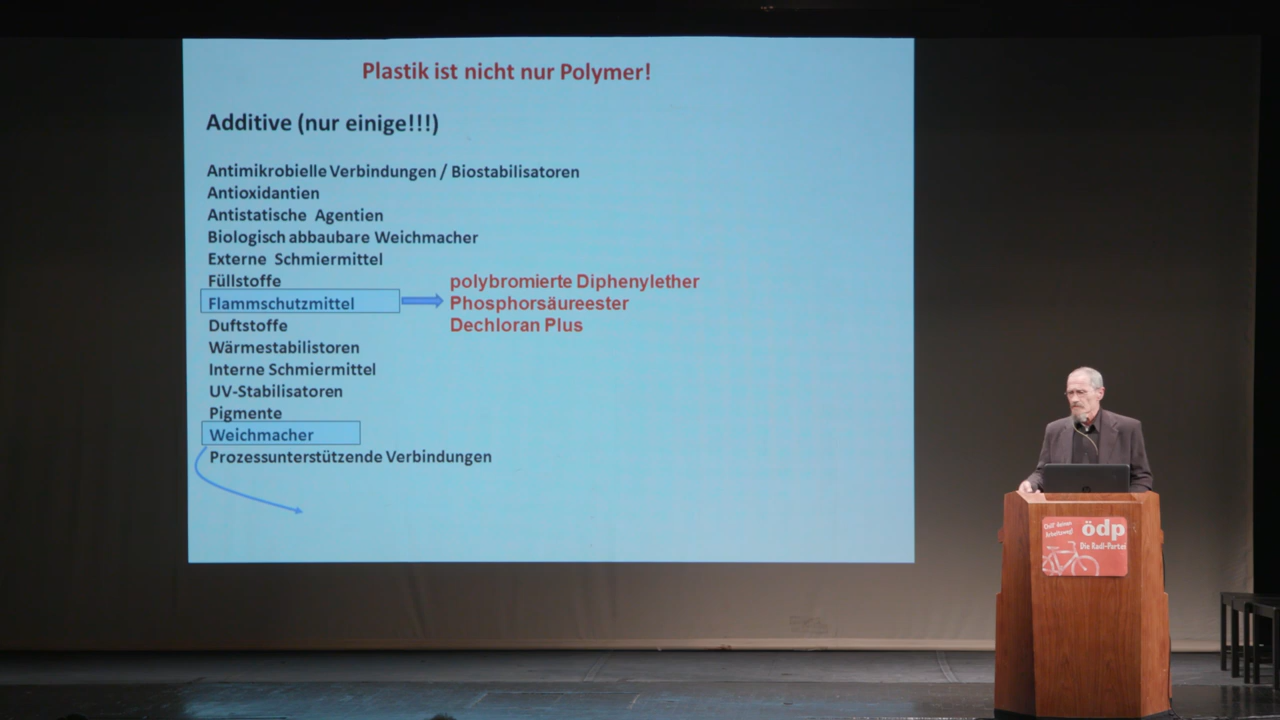 Plastik ist nicht nur Polymer!
Additive (nur einige!!!)
Antimikrobielle Verbindungen / Biostabilisatoren
Antioxidantien
Antistatische Agentien
Biologisch abbaubare Weichmacher
Externe Schmiermittel
Füllstoffe
Flammschutzmittel
polybromierte Diphenylether
Phosphorsäureester
Dechloran Plus
Duftstoffe
Wärmestabilistoren
Interne Schmiermittel
UV-Stabilisatoren
Pigmente
Weichmacher
Prozessunterstützende Verbindungen
ödp
Die Radl-Partei